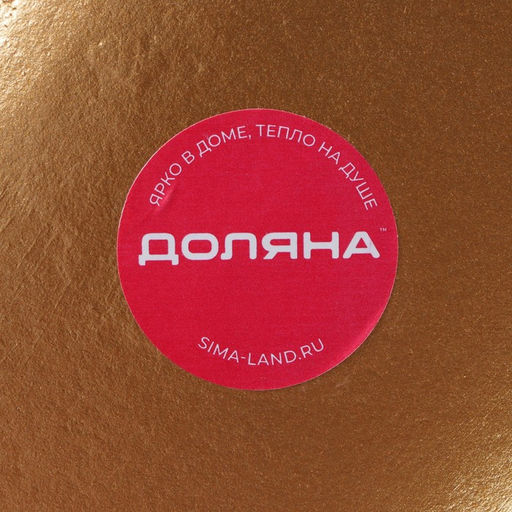 ЯРКО В ДОМЕ, ТЕПЛО НА ДУШЕ
ДОЛЯНА™
SIMA-LAND.RU